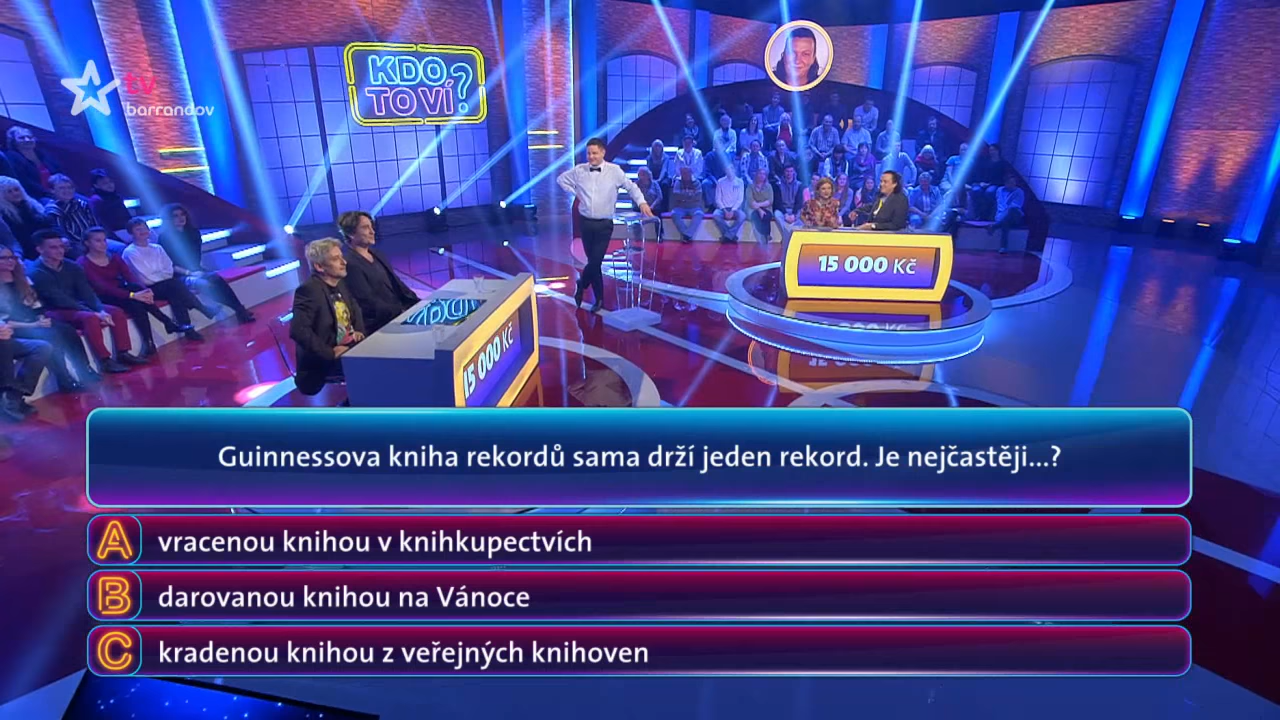 KDO
TO VÍ?
tv
barrandov
15 000 Kč
15 000 Kč
Guinnessova kniha rekordů sama drží jeden rekord. Je nejčastěji...?
A vracenou knihou v knihkupectvích
B darovanou knihou na Vánoce
C kradenou knihou z veřejných knihoven